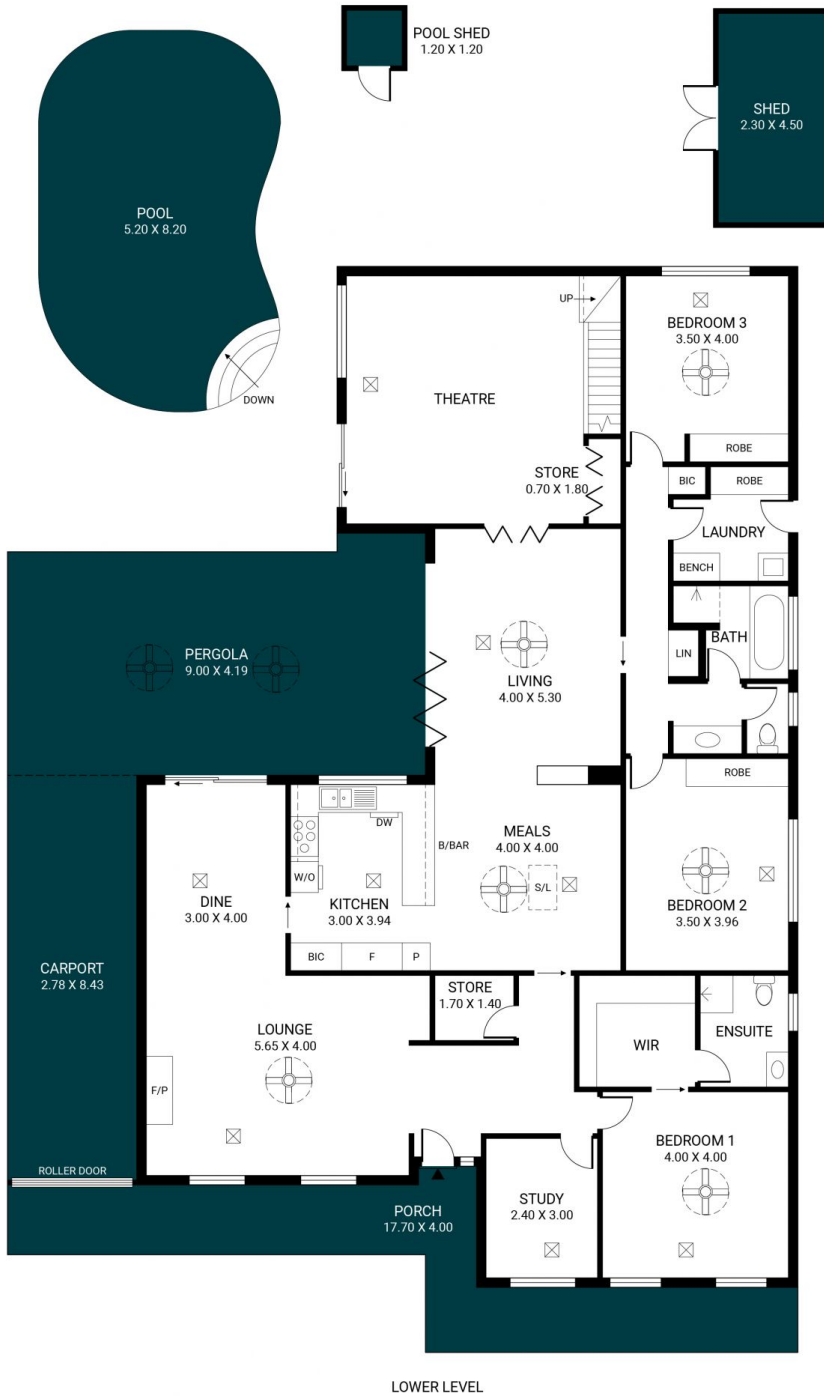 POOL SHED
1.20 X 1.20
SHED
2.30 X 4.50
POOL
5.20 X 8.20
DOWN
UP
BEDROOM 3
3.50 X 4.00
THEATRE
ROBE
STORE
0.70 X 1.80
BIC
ROBE
LAUNDRY
BENCH
BATH
LIN
PERGOLA
9.00 X 4.19
LIVING
4.00 X 5.30
ROBE
DW
B/BAR
MEALS
4.00 X 4.00
W/O
S/L
DINE
3.00 X 4.00
KITCHEN
3.00 X 3.94
BEDROOM 2
3.50 X 3.96
BIC
F
P
CARPORT
2.78 X 8.43
STORE
1.70 X 1.40
LOUNGE
5.65 X 4.00
WIR
ENSUITE
F/P
BEDROOM 1
4.00 X 4.00
ROLLER DOOR
STUDY
2.40 X 3.00
PORCH
17.70 X 4.00
LOWER LEVEL